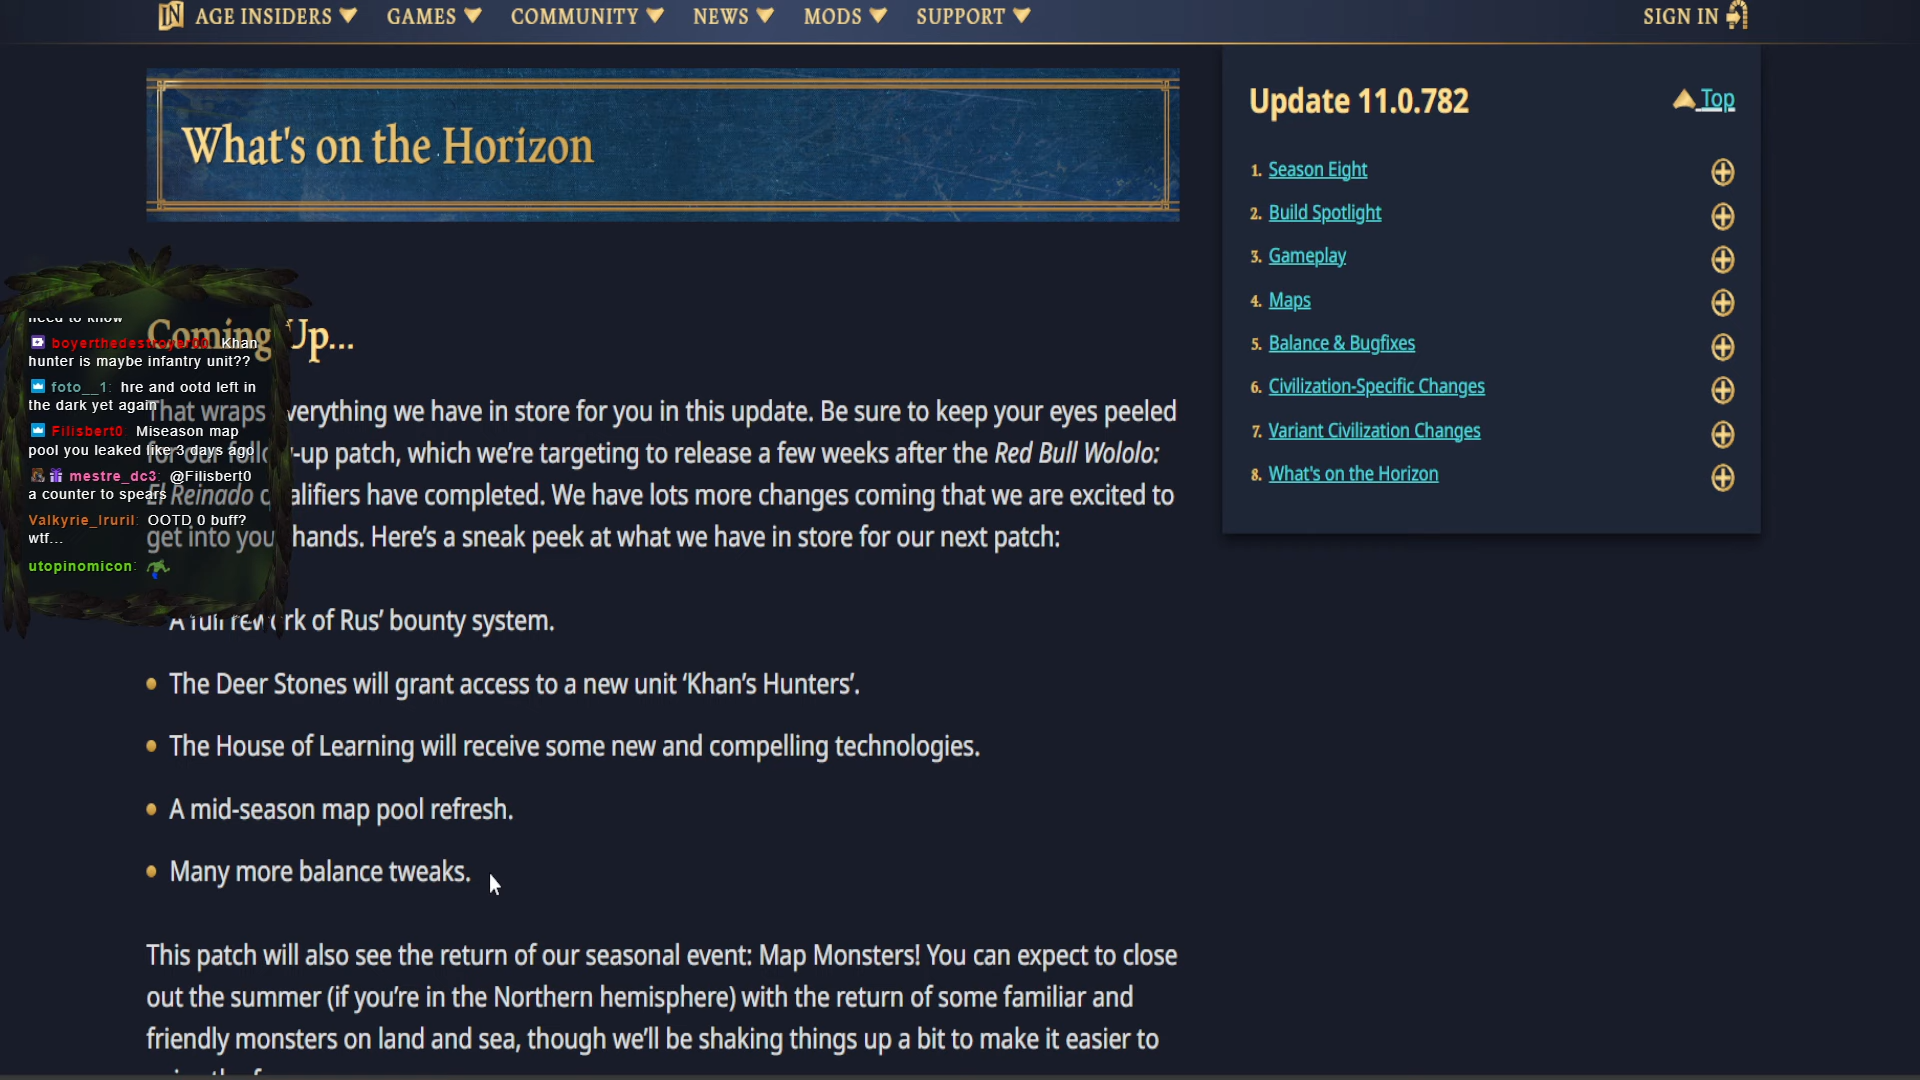 AGE INSIDERS GAMES COMMUNITY NEWS MODS SUPPORT SIGN IN
What's on the Horizon
Coming Up...
That wraps everything we have in store for you in this update. Be sure to keep your eyes peeled
for our follow-up patch, which we’re targeting to release a few weeks after the Red Bull Wololo:
El Reinado qualifiers have completed. We have lots more changes coming that we are excited to
get into your hands. Here’s a sneak peek at what we have in store for our next patch:
A full rework of Rus’ bounty system.
The Deer Stones will grant access to a new unit ‘Khan’s Hunters’.
The House of Learning will receive some new and compelling technologies.
A mid-season map pool refresh.
Many more balance tweaks.
This patch will also see the return of our seasonal event: Map Monsters! You can expect to close
out the summer (if you’re in the Northern hemisphere) with the return of some familiar and
friendly monsters on land and sea, though we’ll be shaking things up a bit to make it easier to
need to know
boyerthedestroyer00: Khan
hunter is maybe infantry unit??
foto__1: hre and ootd left in
the dark yet again
Filisbert0: Miseason map
pool you leaked like 3 days ago
mestre_dc3: @Filisbert0
a counter to spears
Valkyrie_Iruril: OOTD 0 buff?
wtf...
utopinomicon:
Update 11.0.782 Top
1. Season Eight
2. Build Spotlight
3. Gameplay
4. Maps
5. Balance & Bugfixes
6. Civilization-Specific Changes
7. Variant Civilization Changes
8. What's on the Horizon